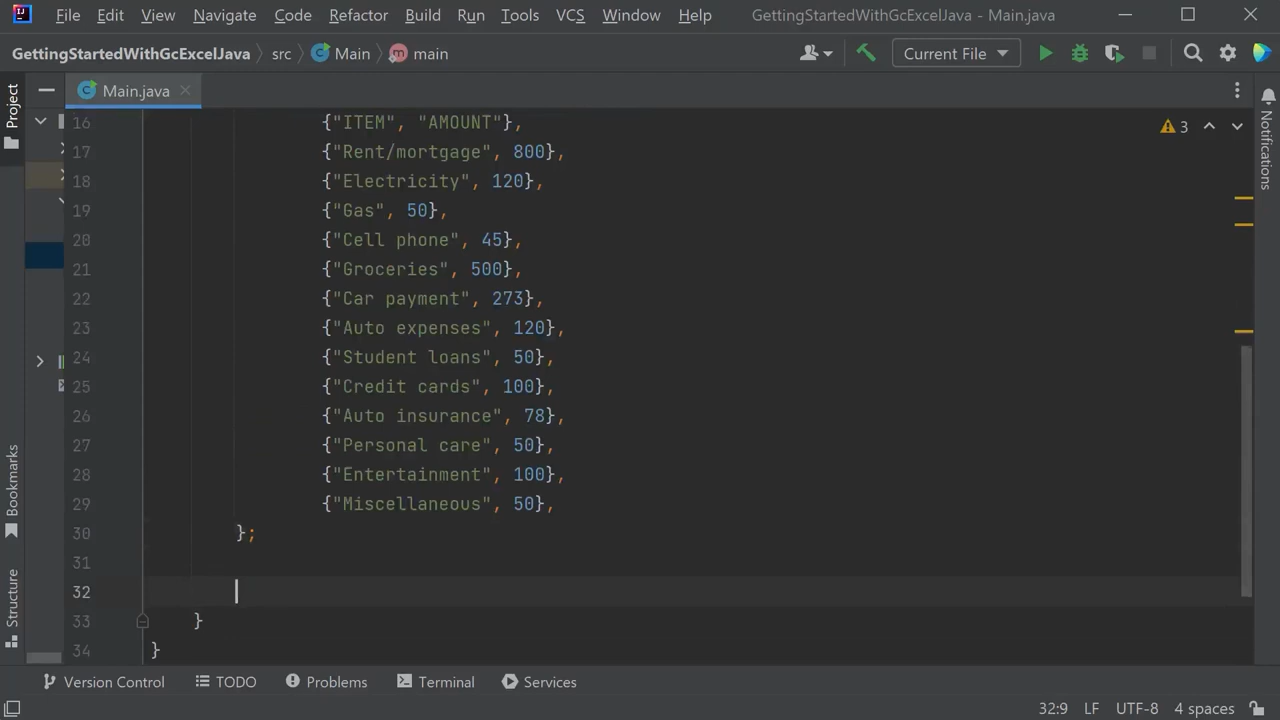 File Edit View Navigate Code Refactor Build Run Tools VCS Window Help GettingStartedWithGcExcelJava - Main.java
GettingStartedWithGcExcelJava src Main main Current File
Project
Main.java
Notifications
3
16 {"ITEM", "AMOUNT"},
17 {"Rent/mortgage", 800},
18 {"Electricity", 120},
19 {"Gas", 50},
20 {"Cell phone", 45},
21 {"Groceries", 500},
22 {"Car payment", 273},
23 {"Auto expenses", 120},
24 {"Student loans", 50},
25 {"Credit cards", 100},
26 {"Auto insurance", 78},
27 {"Personal care", 50},
28 {"Entertainment", 100},
29 {"Miscellaneous", 50},
30 };
31
32
33 }
34 }
Bookmarks
Structure
Version Control TODO Problems Terminal Services
32:9 LF UTF-8 4 spaces